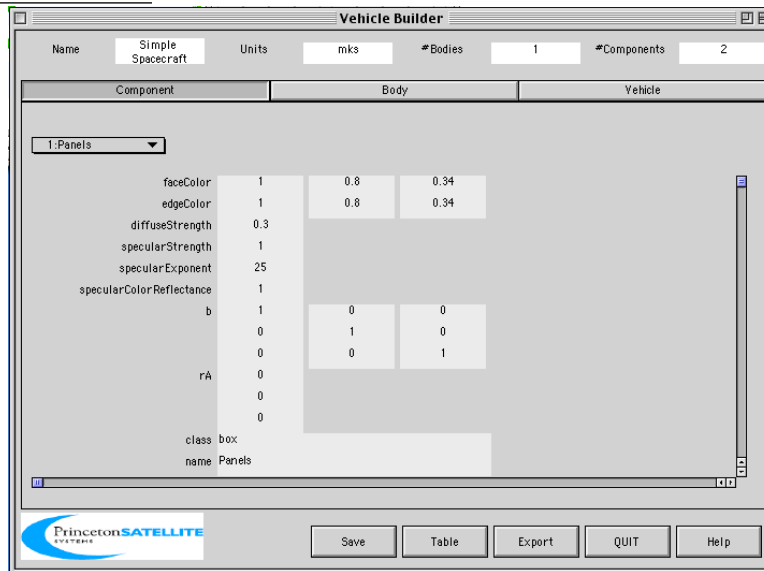 Vehicle Builder
Name Simple Spacecraft Units mks #Bodies 1 #Components 2
Component Body Vehicle
1:Panels
faceColor 1 0.8 0.34
edgeColor 1 0.8 0.34
diffuseStrength 0.3
specularStrength 1
specularExponent 25
specularColorReflectance 1
b 1 0 0
0 1 0
0 0 1
rA 0
0
0
class box
name Panels
PrincetonSATELLITE
SYSTEMS
Save Table Export QUIT Help